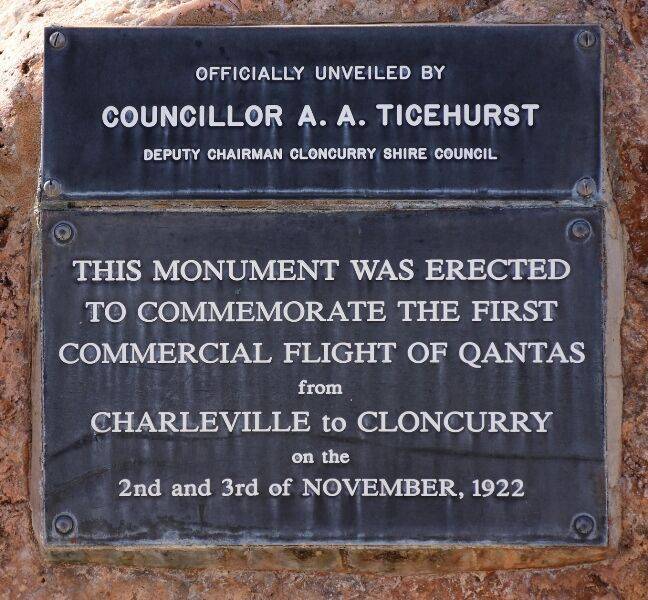 OFFICIALLY UNVEILED BY
COUNCILLOR A. A. TICEHURST
DEPUTY CHAIRMAN CLONCURRY SHIRE COUNCIL
THIS MONUMENT WAS ERECTED
TO COMMEMORATE THE FIRST
COMMERCIAL FLIGHT OF QANTAS
from
CHARLEVILLE to CLONCURRY
on the
2nd and 3rd of NOVEMBER, 1922